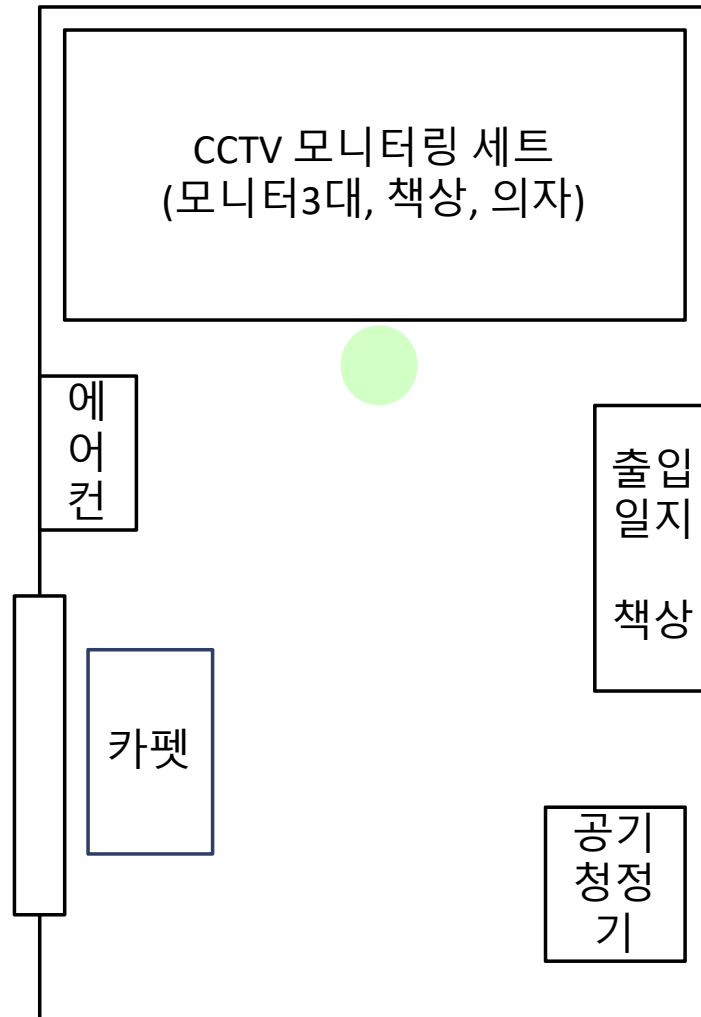 CCTV 모니터링 세트
(모니터3대, 책상, 의자)
에
어
컨
출입
일지
책상
카펫
공기
청정
기